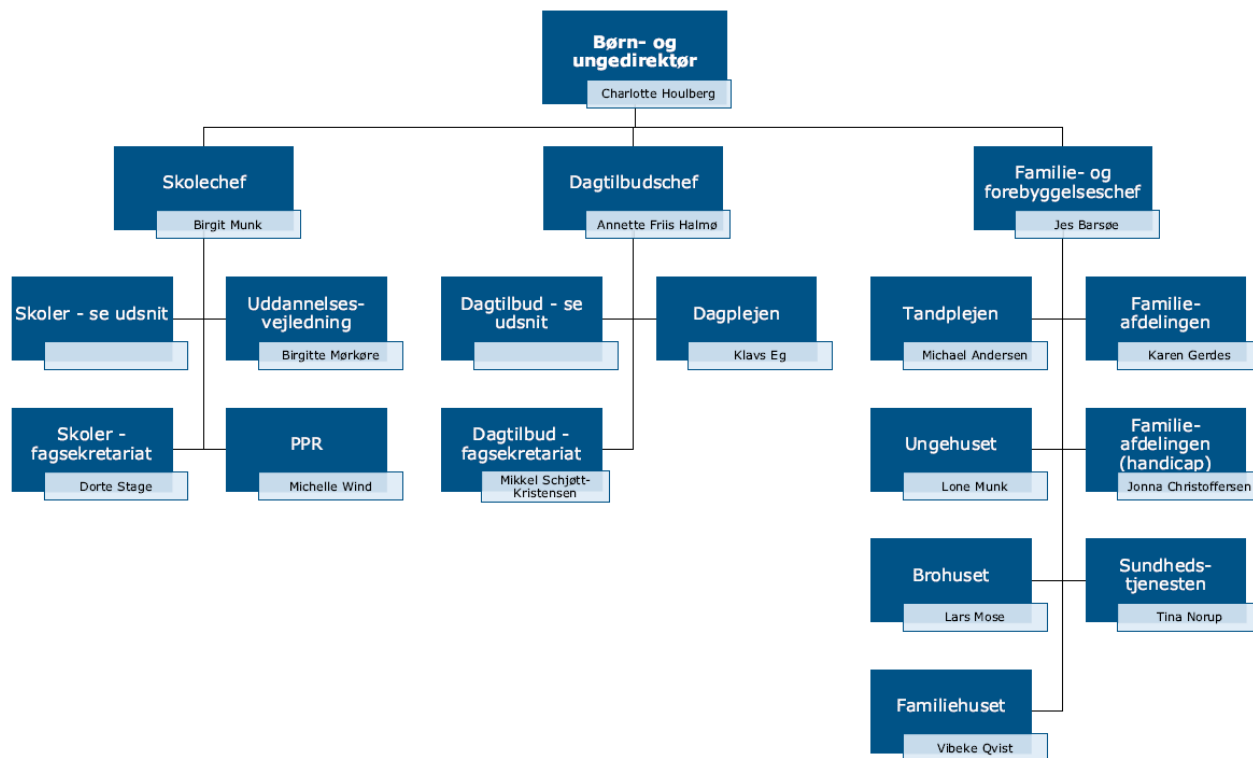 Børn- og
ungedirektør
Charlotte Houlberg
Skolechef
Birgit Munk
Dagtilbudschef
Annette Friis Halmø
Familie- og
forebyggelseschef
Jes Barsøe
Skoler - se udsnit
Uddannelses-
vejledning
Birgitte Mørkøre
Dagtilbud - se
udsnit
Dagplejen
Klavs Eg
Tandplejen
Michael Andersen
Familie-
afdelingen
Karen Gerdes
Skoler -
fagsekretariat
Dorte Stage
PPR
Michelle Wind
Dagtilbud -
fagsekretariat
Mikkel Schjøtt-
Kristensen
Ungehuset
Lone Munk
Familie-
afdelingen
(handicap)
Jonna Christoffersen
Brohuset
Lars Mose
Sundheds-
tjenesten
Tina Norup
Familiehuset
Vibeke Qvist